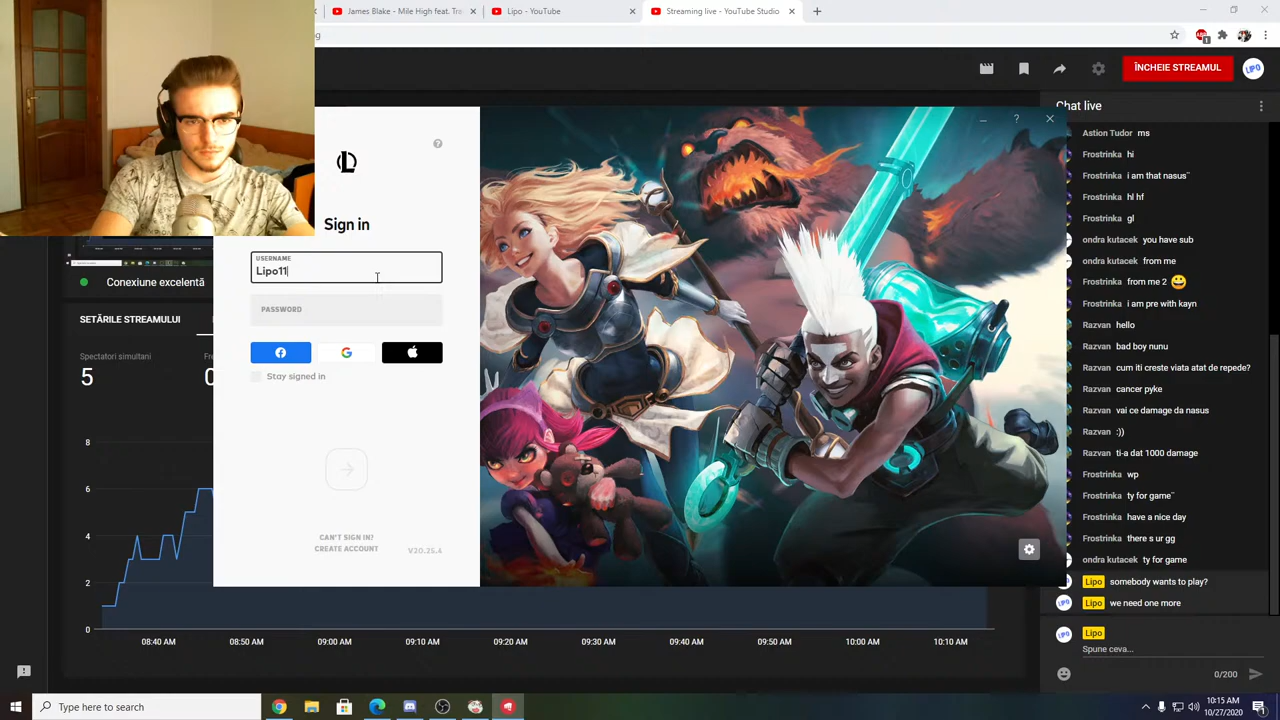 James Blake - Mile High feat. Tra
Lipo - YouTube
Streaming live - YouTube Studio
og
1
ÎNCHEIE STREAMUL
LIPO
Chat live
Astion Tudor ms
Frostrinka hi
Frostrinka i am that nasus~
Frostrinka hl hf
Frostrinka gl
ondra kutacek you have sub
ondra kutacek from me
Frostrinka from me 2 😀
Frostrinka i am pre with kayn
Razvan hello
Razvan bad boy nunu
Razvan cum iti creste viata atat de repede?
Razvan cancer pyke
Razvan vai ce damage da nasus
Razvan :))
Razvan ti-a dat 1000 damage
Frostrinka wp
Frostrinka ty for game~
Frostrinka have a nice day
Frostrinka there s ur gg
ondra kutacek ty for game
Lipo somebody wants to play?
Lipo we need one more
Lipo
Spune ceva...
0/200
Sign in
USERNAME
Lipo11
PASSWORD
Stay signed in
CAN'T SIGN IN?
CREATE ACCOUNT
V20.25.4
Conexiune excelentă
SETĂRILE STREAMULUI
Spectatori simultani
5
Fre
0
8
6
4
2
0
08:40 AM 08:50 AM 09:00 AM 09:10 AM 09:20 AM 09:30 AM 09:40 AM 09:50 AM 10:00 AM 10:10 AM
Type here to search
10:15 AM
10/27/2020
1